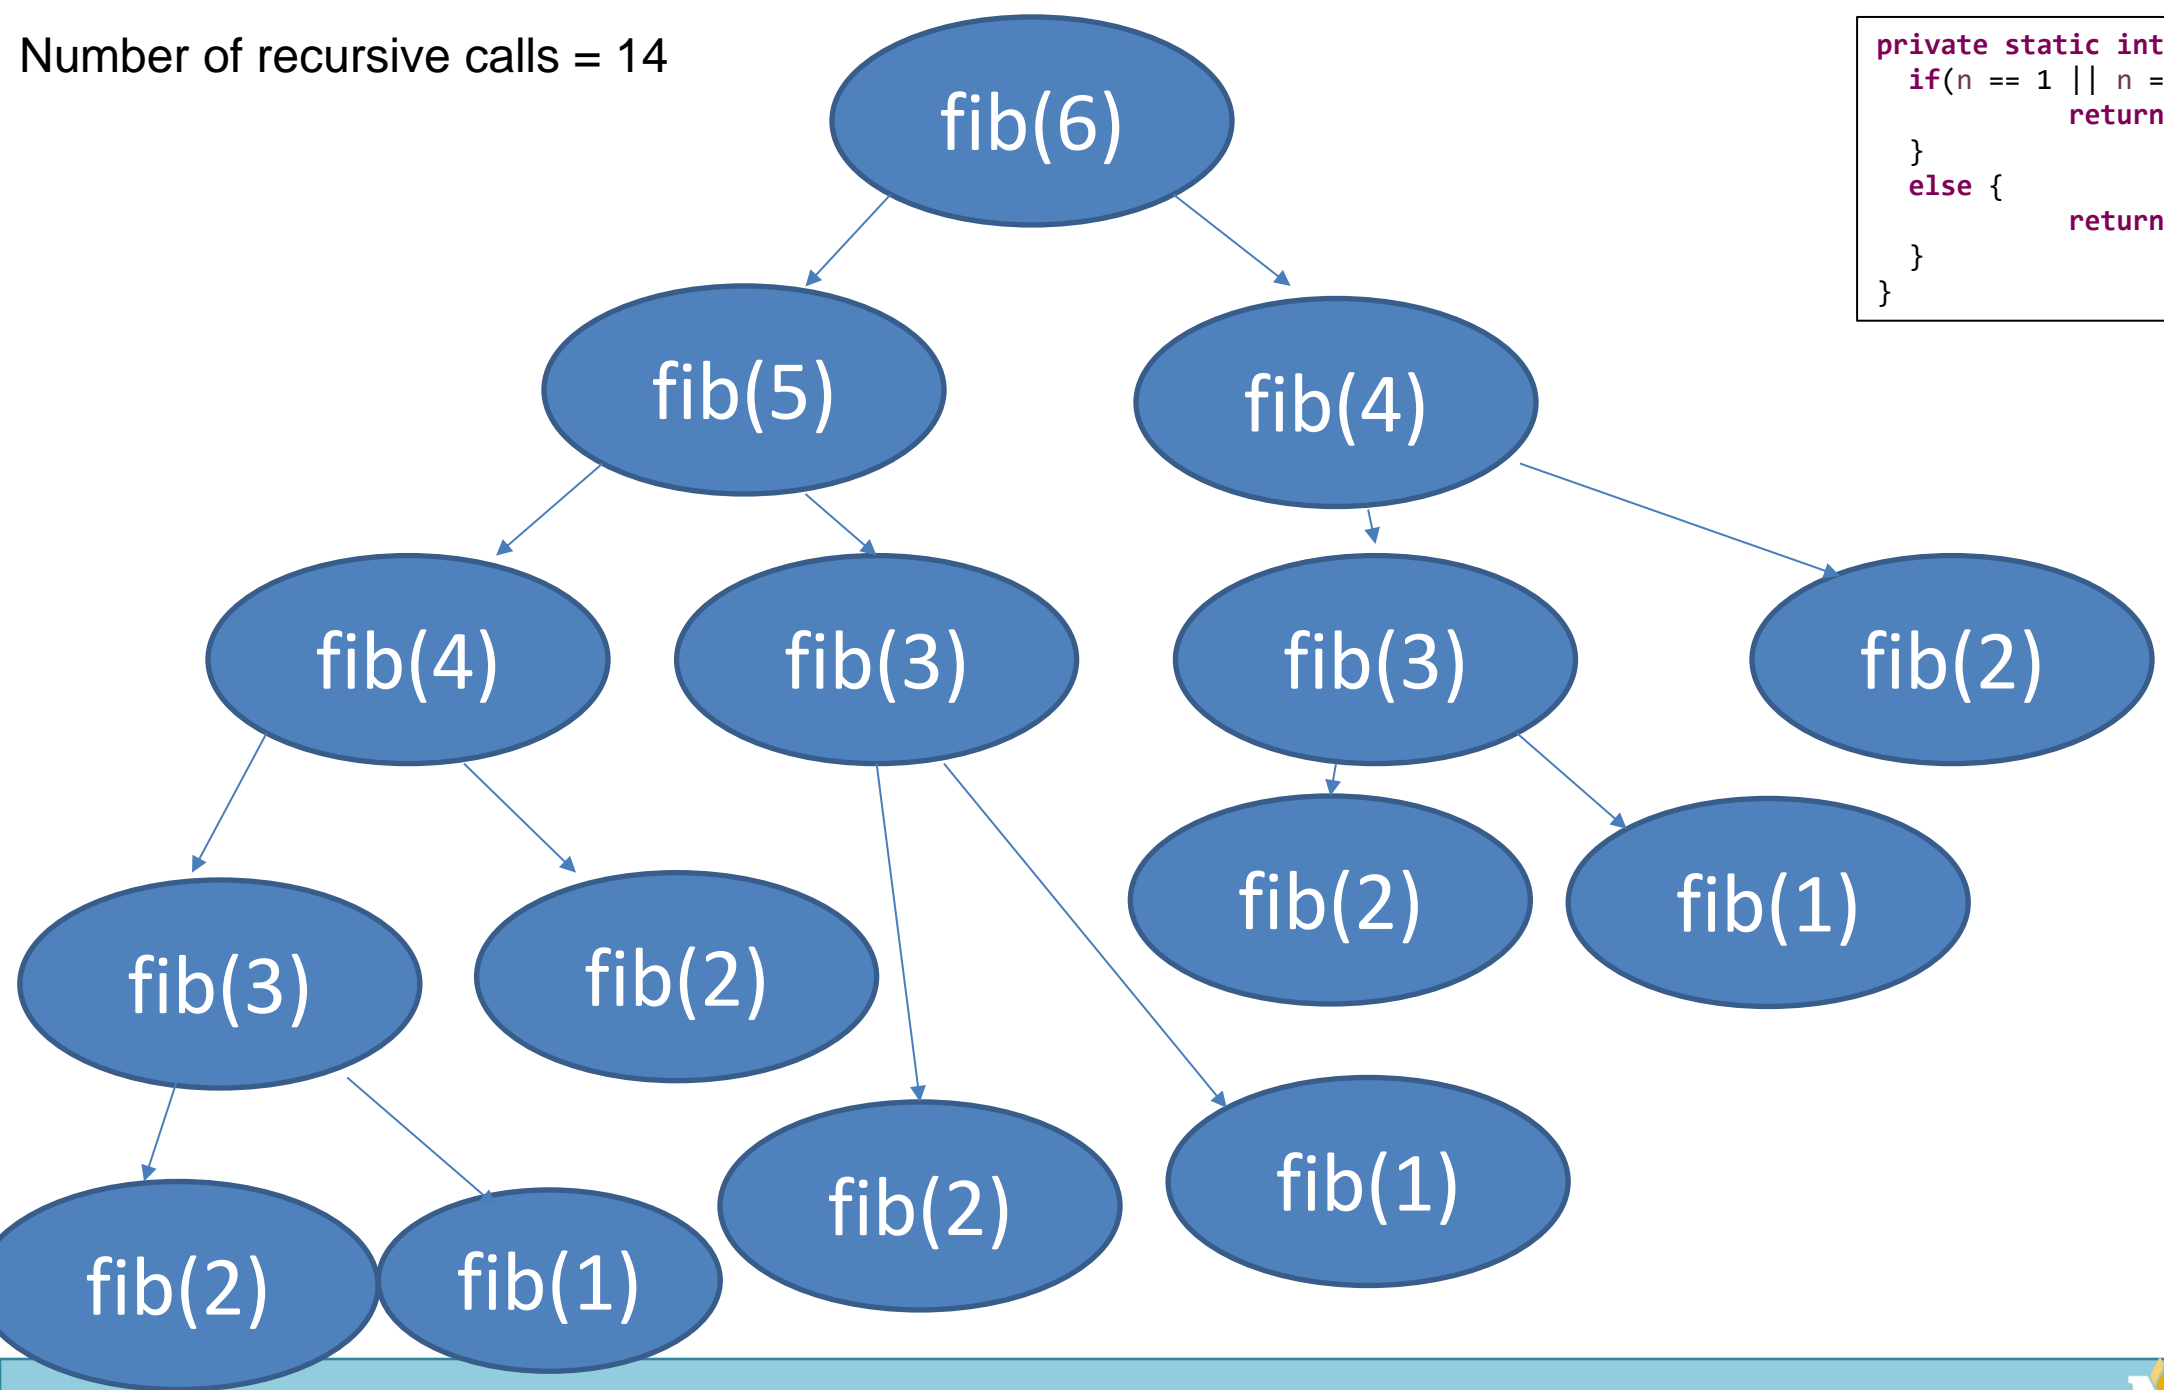 Number of recursive calls = 14
private static int
if(n == 1 || n =
return
}
else {
return
}
}
fib(6)
fib(5)
fib(4)
fib(4)
fib(3)
fib(3)
fib(2)
fib(3)
fib(2)
fib(2)
fib(1)
fib(2)
fib(1)
fib(2)
fib(1)